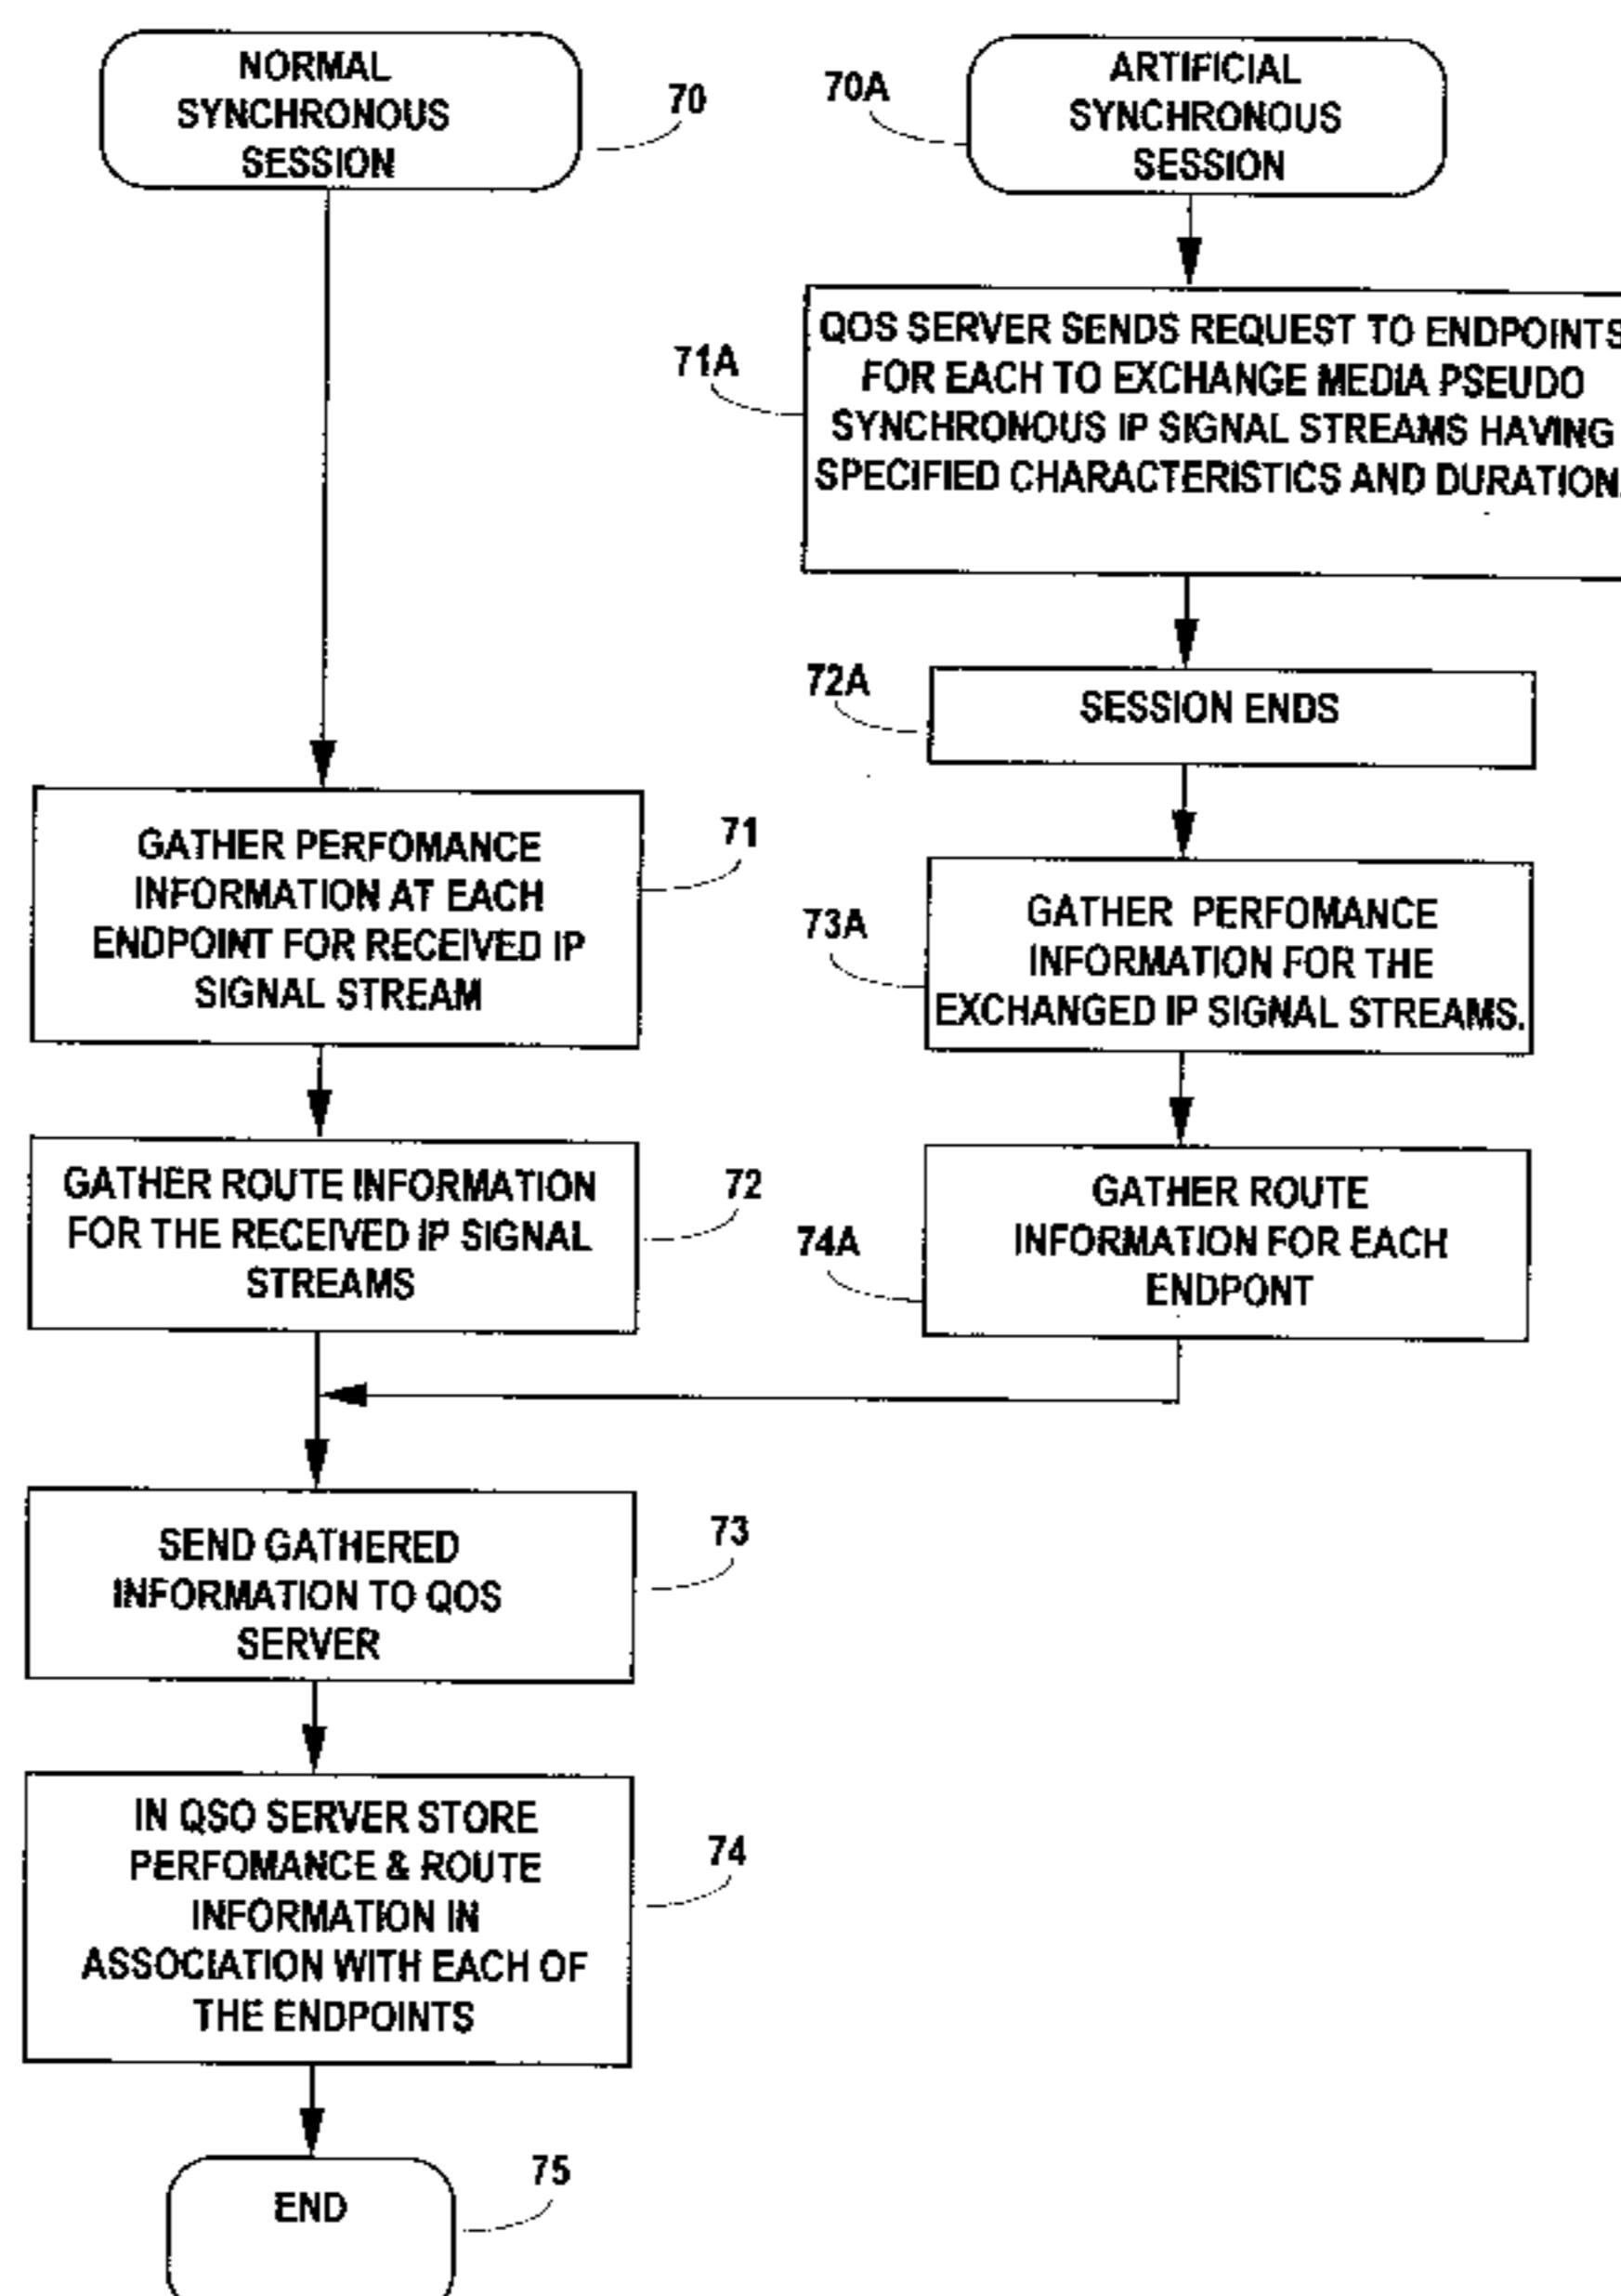 NORMAL
SYNCHRONOUS
SESSION
70
70A
ARTIFICIAL
SYNCHRONOUS
SESSION
71A
QOS SERVER SENDS REQUEST TO ENDPOINTS
FOR EACH TO EXCHANGE MEDIA PSEUDO
SYNCHRONOUS IP SIGNAL STREAMS HAVING
SPECIFIED CHARACTERISTICS AND DURATION.
72A
SESSION ENDS
GATHER PERFOMANCE
INFORMATION AT EACH
ENDPOINT FOR RECEIVED IP
SIGNAL STREAM
71
73A
GATHER PERFOMANCE
INFORMATION FOR THE
EXCHANGED IP SIGNAL STREAMS.
GATHER ROUTE INFORMATION
FOR THE RECEIVED IP SIGNAL
STREAMS
72
74A
GATHER ROUTE
INFORMATION FOR EACH
ENDPONT
SEND GATHERED
INFORMATION TO QOS
SERVER
73
IN QSO SERVER STORE
PERFOMANCE & ROUTE
INFORMATION IN
ASSOCIATION WITH EACH OF
THE ENDPOINTS
74
END
75